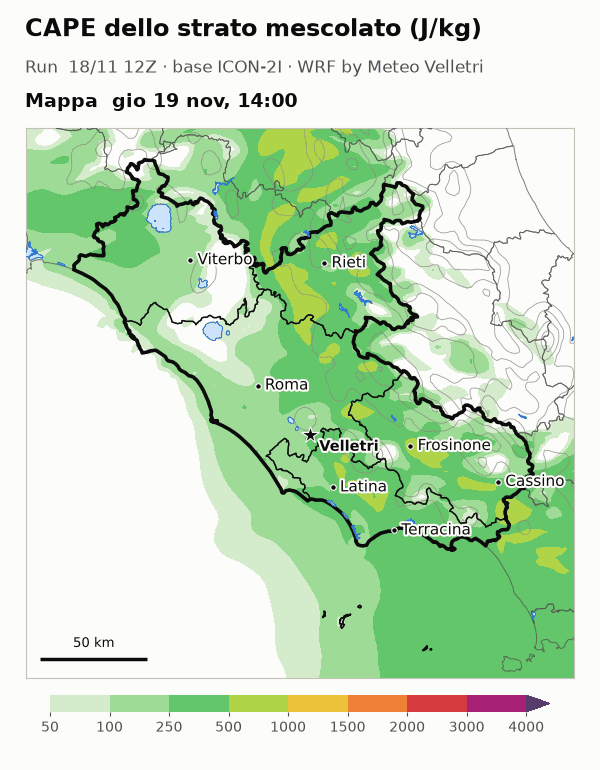 CAPE dello strato mescolato (J/kg)
Run  18/11 12Z · base ICON-2I · WRF by Meteo Velletri
Mappa  gio 19 nov, 14:00
Viterbo
Rieti
Roma
Velletri
Frosinone
Cassino
Latina
Terracina
50 km
50 100 250 500 1000 1500 2000 3000 4000